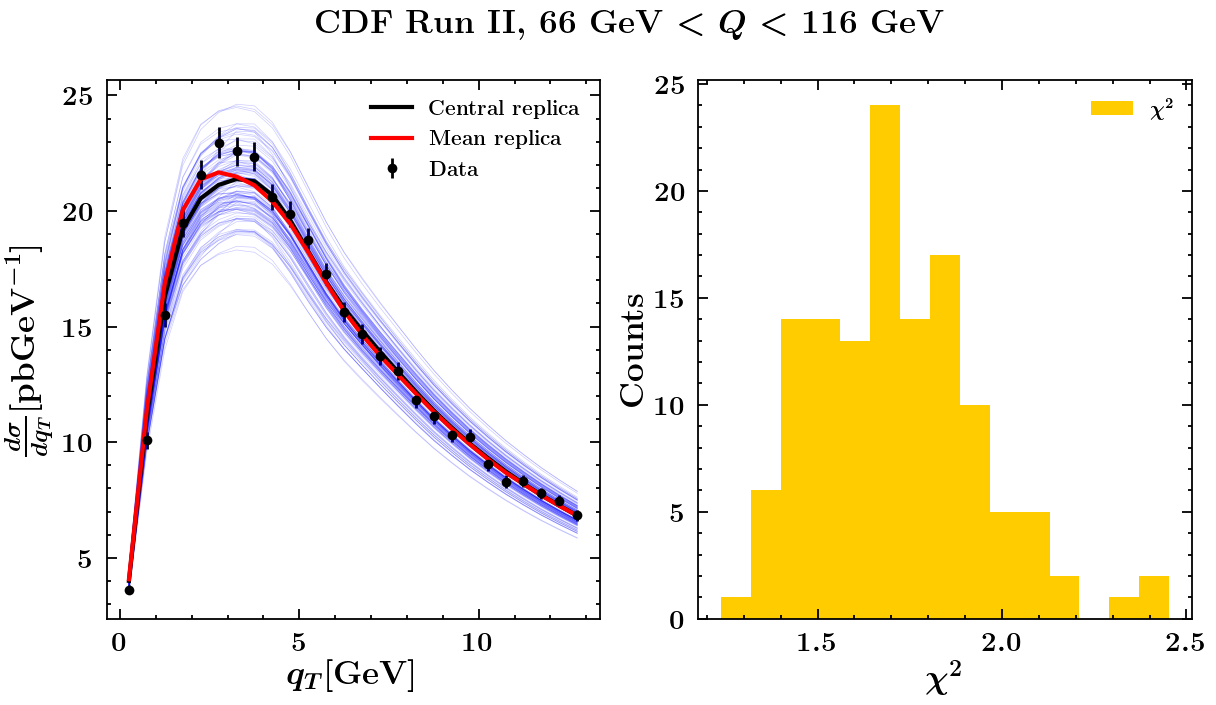 CDF Run II, 66 GeV < Q < 116 GeV
25
20
15
10
5
0
5
10
dσ/dq_T [pbGeV⁻¹]
q_T[GeV]
Central replica
Mean replica
Data
25
20
15
10
5
0
1.5
2.0
2.5
Counts
χ²
χ²